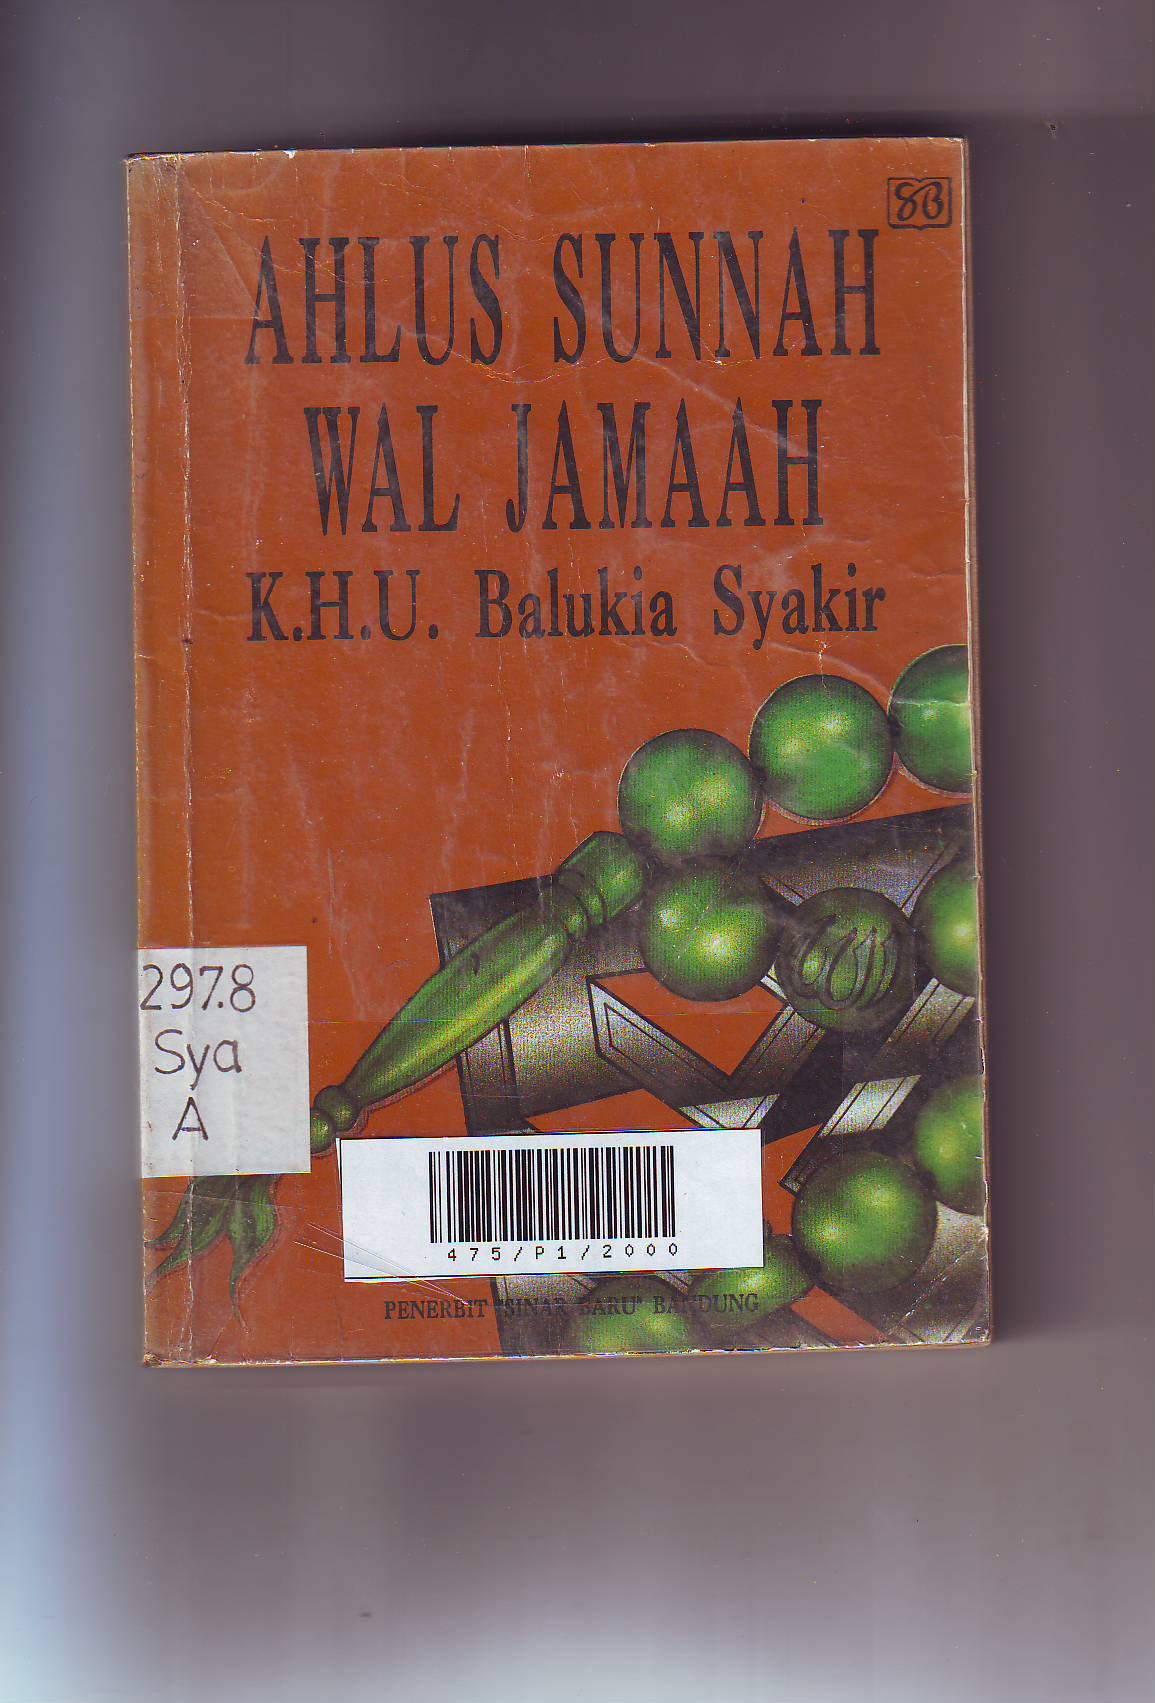 SB
AHLUS SUNNAH
WAL JAMAAH
K.H.U. Balukia Syakir
297.8
Sya
A
475/P1/2000
PENERBIT "SINAR BARU" BANDUNG